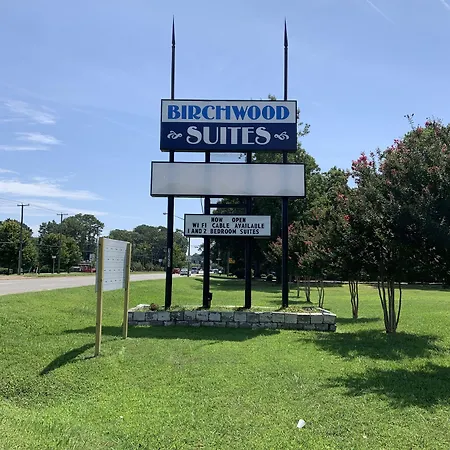 BIRCHWOOD
SUITES
NOW OPEN
WI FI CABLE AVAILABLE
1 AND 2 BEDROOM SUITES